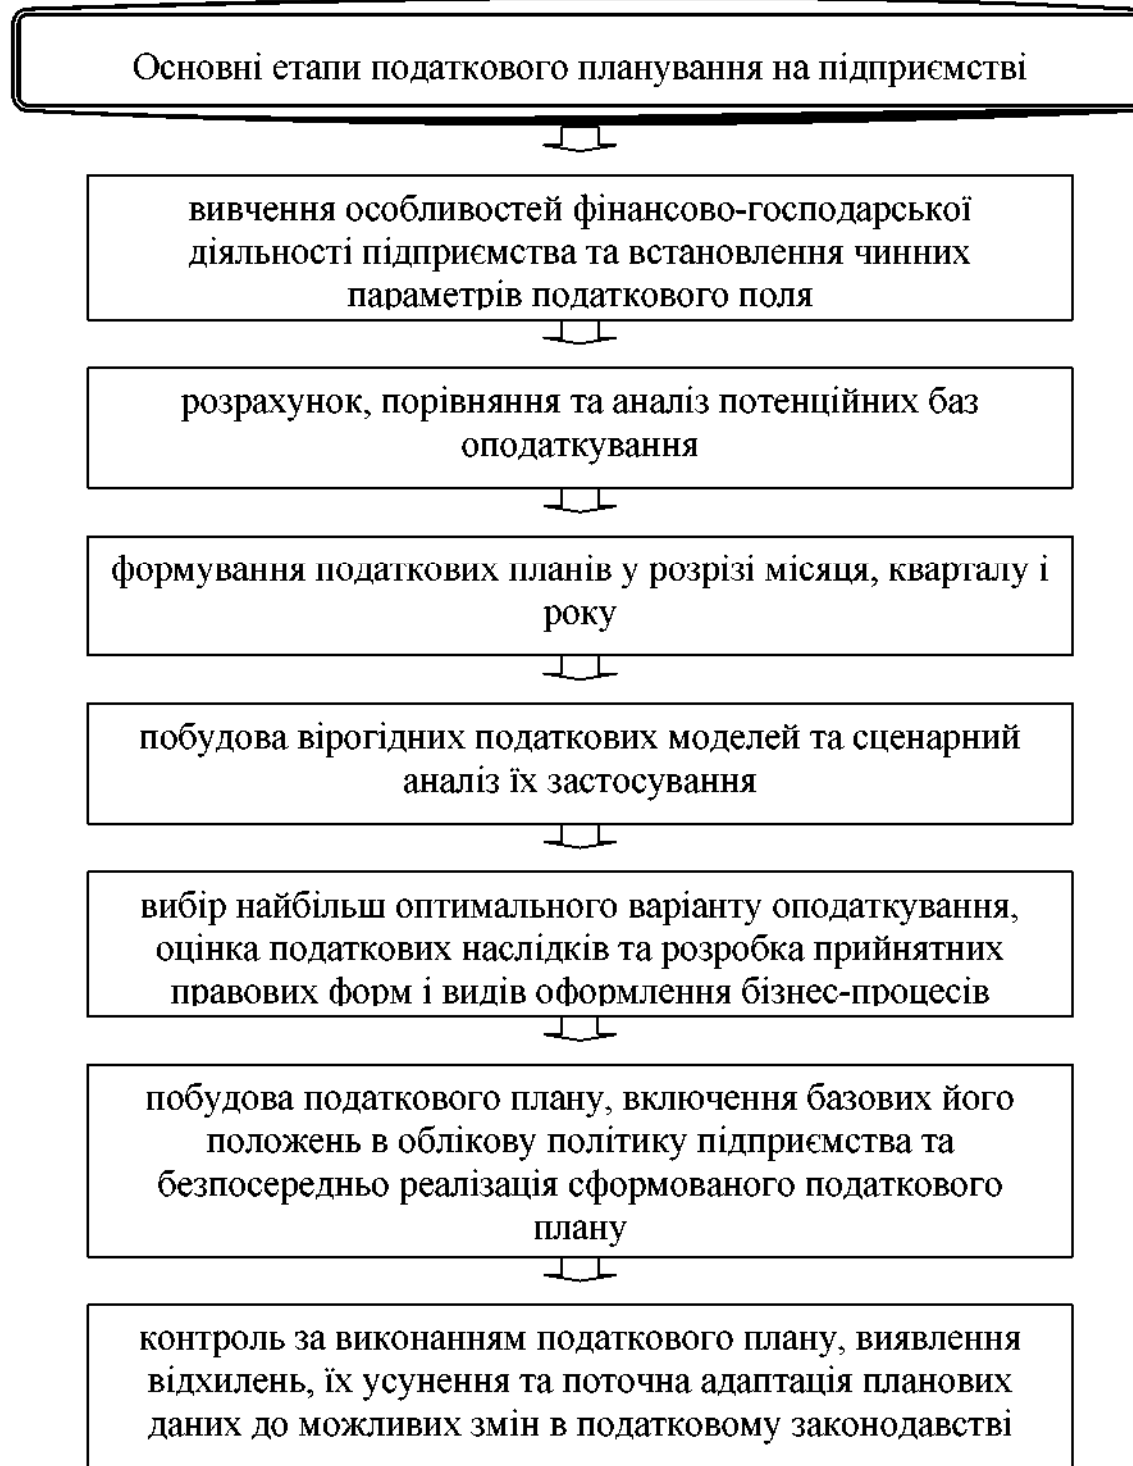 Основні етапи податкового планування на підприємстві
вивчення особливостей фінансово-господарської
діяльності підприємства та встановлення чинних
параметрів податкового поля
розрахунок, порівняння та аналіз потенційних баз
оподаткування
формування податкових планів у розрізі місяця, кварталу і
року
побудова вірогідних податкових моделей та сценарний
аналіз їх застосування
вибір найбільш оптимального варіанту оподаткування,
оцінка податкових наслідків та розробка прийнятних
правових форм і видів оформлення бізнес-процесів
побудова податкового плану, включення базових його
положень в облікову політику підприємства та
безпосередньо реалізація сформованого податкового
плану
контроль за виконанням податкового плану, виявлення
відхилень, їх усунення та поточна адаптація планових
даних до можливих змін в податковому законодавстві